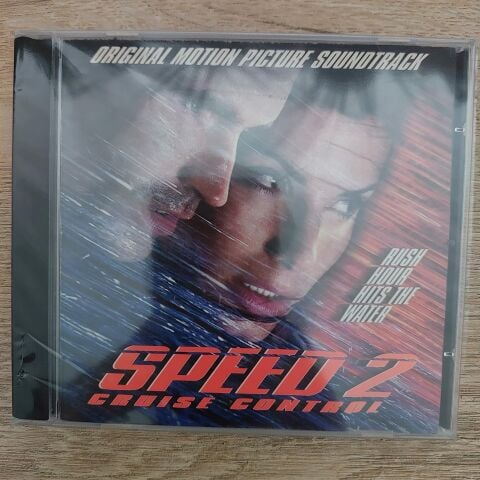 ORIGINAL MOTION PICTURE SOUNDTRACK
RUSH
HOUR
HITS THE
WATER
SPEED 2
CRUISE CONTROL